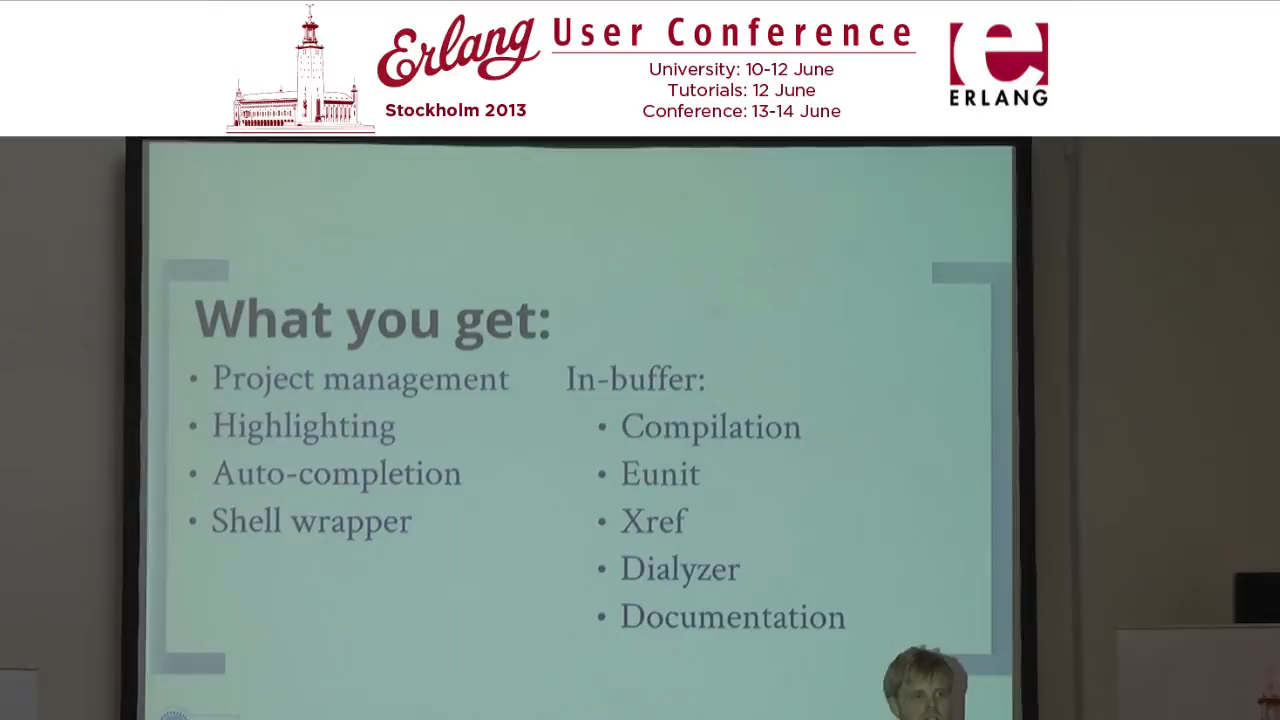 Erlang User Conference
Stockholm 2013
University: 10-12 June
Tutorials: 12 June
Conference: 13-14 June
e
ERLANG
What you get:
• Project management
• Highlighting
• Auto-completion
• Shell wrapper
In-buffer:
• Compilation
• Eunit
• Xref
• Dialyzer
• Documentation